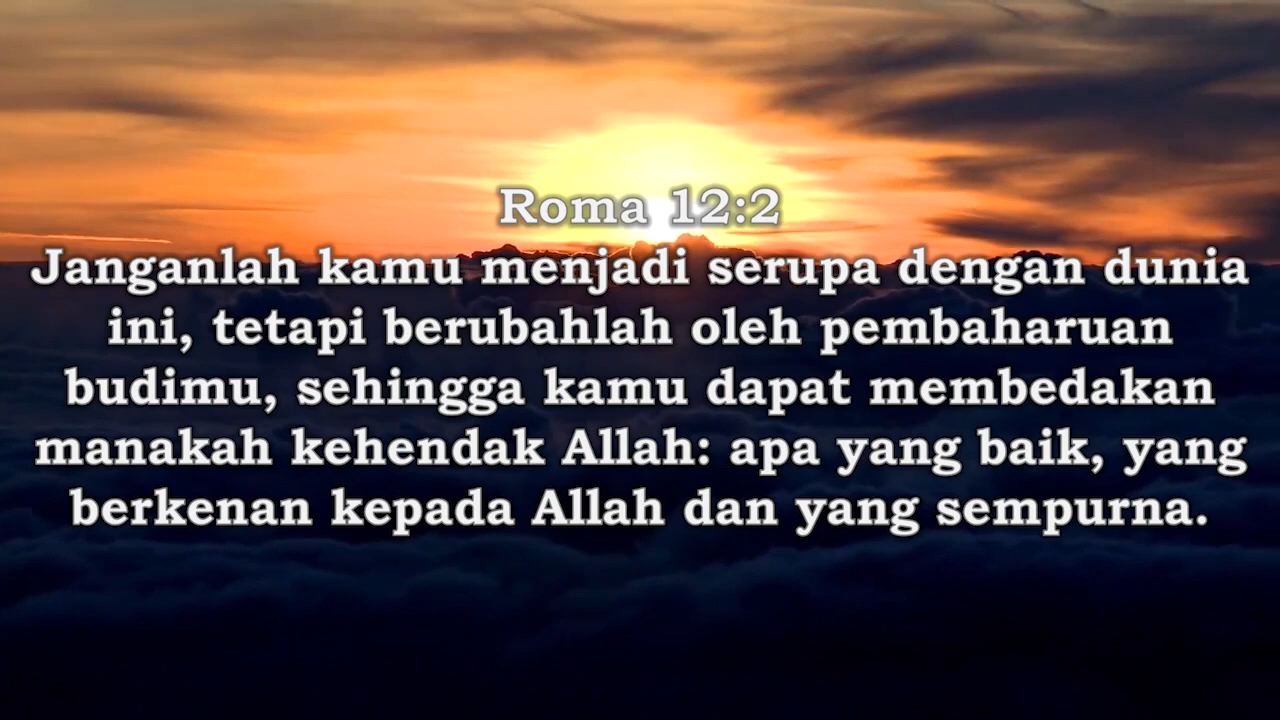 Roma 12:2
Janganlah kamu menjadi serupa dengan dunia
ini, tetapi berubahlah oleh pembaharuan
budimu, sehingga kamu dapat membedakan
manakah kehendak Allah: apa yang baik, yang
berkenan kepada Allah dan yang sempurna.